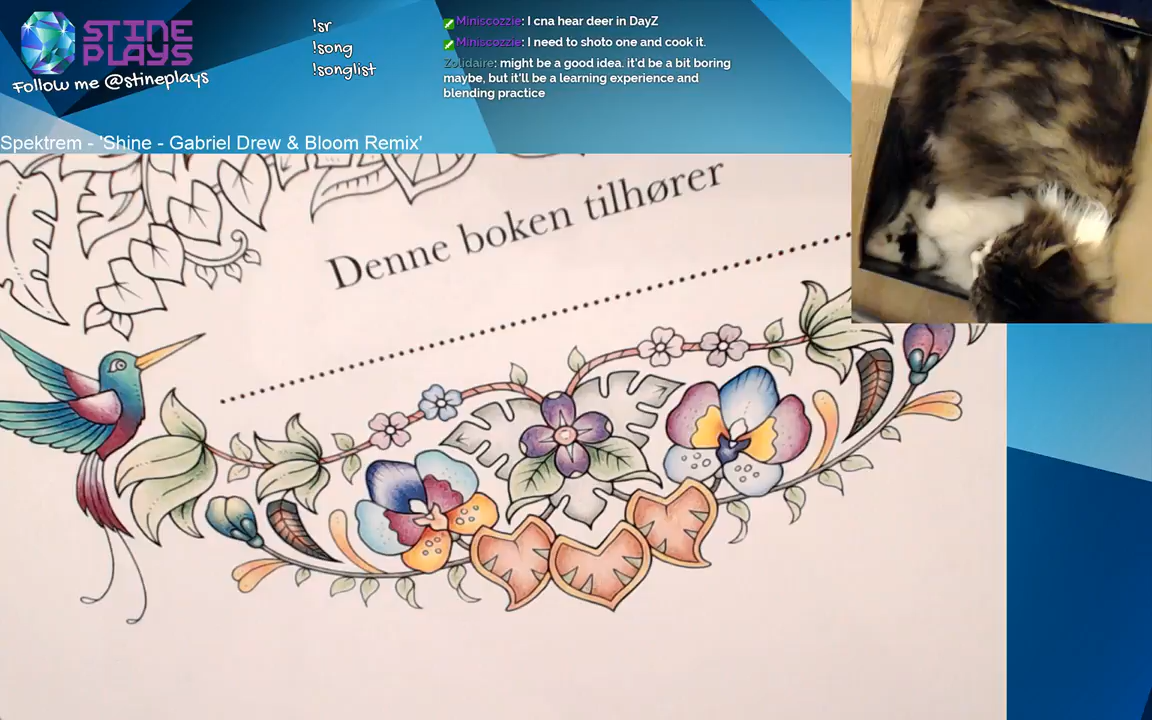 STINE
PLAYS
Follow me @stineplays
!sr
!song
!songlist
Miniscozzie: I cna hear deer in DayZ
Miniscozzie: I need to shoto one and cook it.
Zolidaire: might be a good idea. it'd be a bit boring
maybe, but it'll be a learning experience and
blending practice
Spektrem - 'Shine - Gabriel Drew & Bloom Remix'
Denne boken tilhører